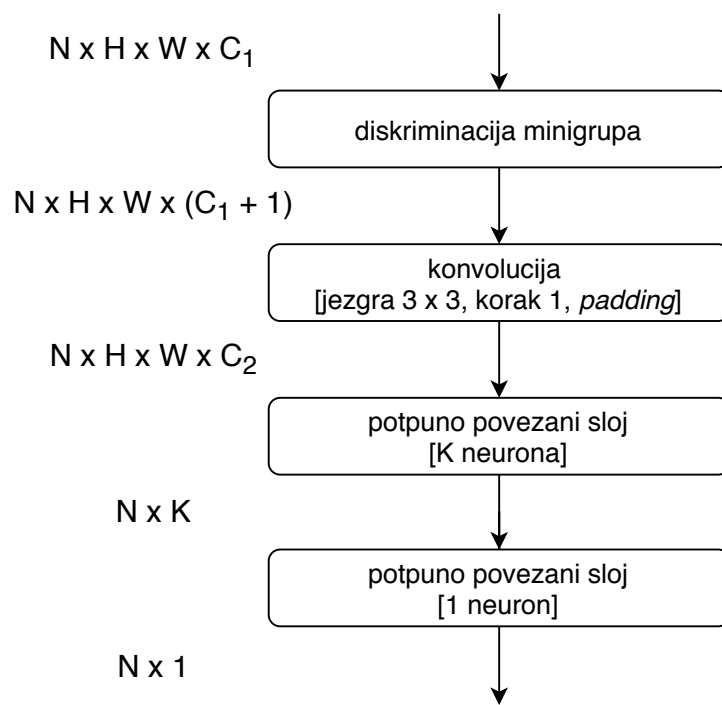 N x H x W x C₁
diskriminacija minigrupa
N x H x W x (C₁ + 1)
konvolucija
[jezgra 3 x 3, korak 1, padding]
N x H x W x C₂
potpuno povezani sloj
[K neurona]
N x K
potpuno povezani sloj
[1 neuron]
N x 1